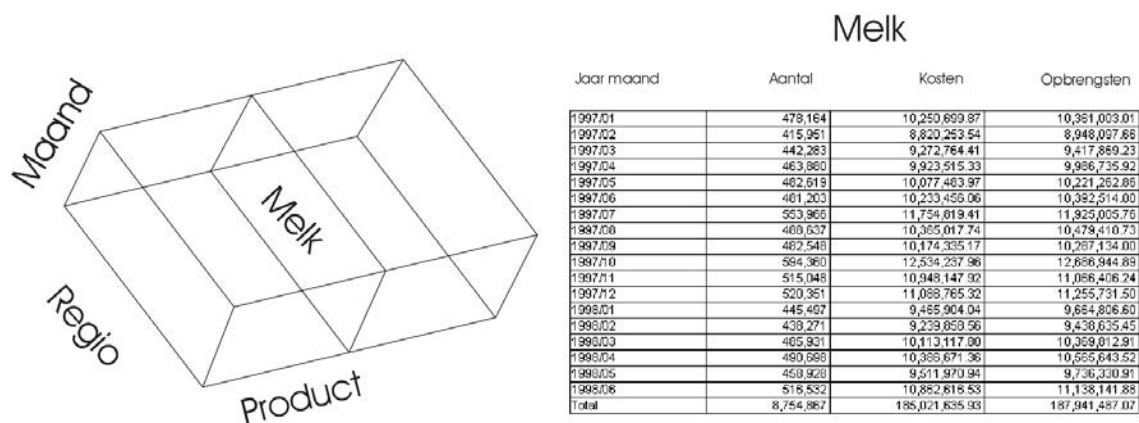 Maand
Melk
Regio
Product
Melk
Jaar maand Aantal Kosten Opbrengsten
1997/01 478,164 10,250,699.87 10,361,003.01
1997/02 415,951 8,820,253.54 8,948,097.66
1997/03 442,283 9,272,764.41 9,417,869.23
1997/04 463,880 9,923,515.33 9,986,735.92
1997/05 482,619 10,077,483.97 10,221,262.86
1997/06 481,203 10,233,456.06 10,392,514.00
1997/07 553,966 11,754,819.41 11,925,005.76
1997/08 488,637 10,365,017.74 10,479,410.73
1997/09 482,548 10,174,335.17 10,287,134.00
1997/10 594,360 12,534,237.96 12,686,944.89
1997/11 515,048 10,948,147.92 11,066,406.24
1997/12 520,351 11,086,765.32 11,255,731.50
1998/01 445,497 9,465,904.04 9,664,806.60
1998/02 438,271 9,239,858.56 9,438,635.45
1998/03 485,931 10,113,117.80 10,369,812.91
1998/04 490,698 10,386,671.36 10,565,643.52
1998/05 458,928 9,511,970.94 9,736,330.91
1998/06 516,532 10,862,616.53 11,138,141.88
Total 8,754,867 185,021,635.93 187,941,487.07